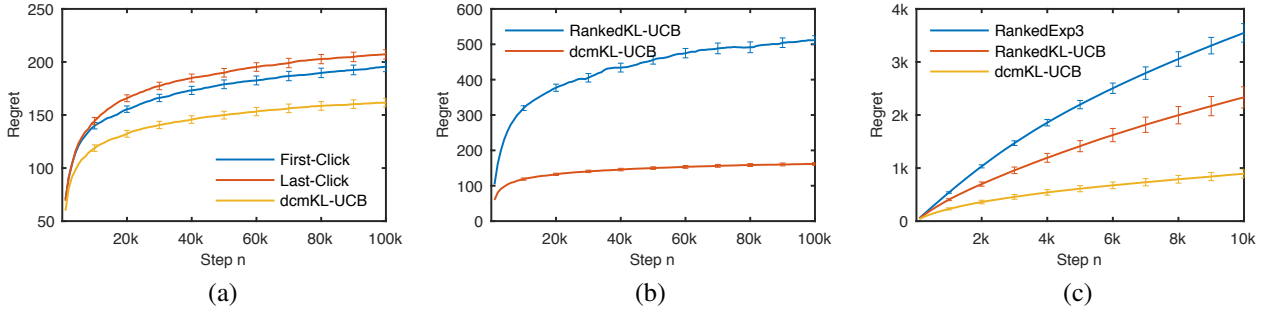 250
200
150
100
50
Regret
First-Click
Last-Click
dcmKL-UCB
20k 40k 60k 80k 100k
Step n
(a)
600
500
400
300
200
100
0
Regret
RankedKL-UCB
dcmKL-UCB
20k 40k 60k 80k 100k
Step n
(b)
4k
3k
2k
1k
0
Regret
RankedExp3
RankedKL-UCB
dcmKL-UCB
2k 4k 6k 8k 10k
Step n
(c)